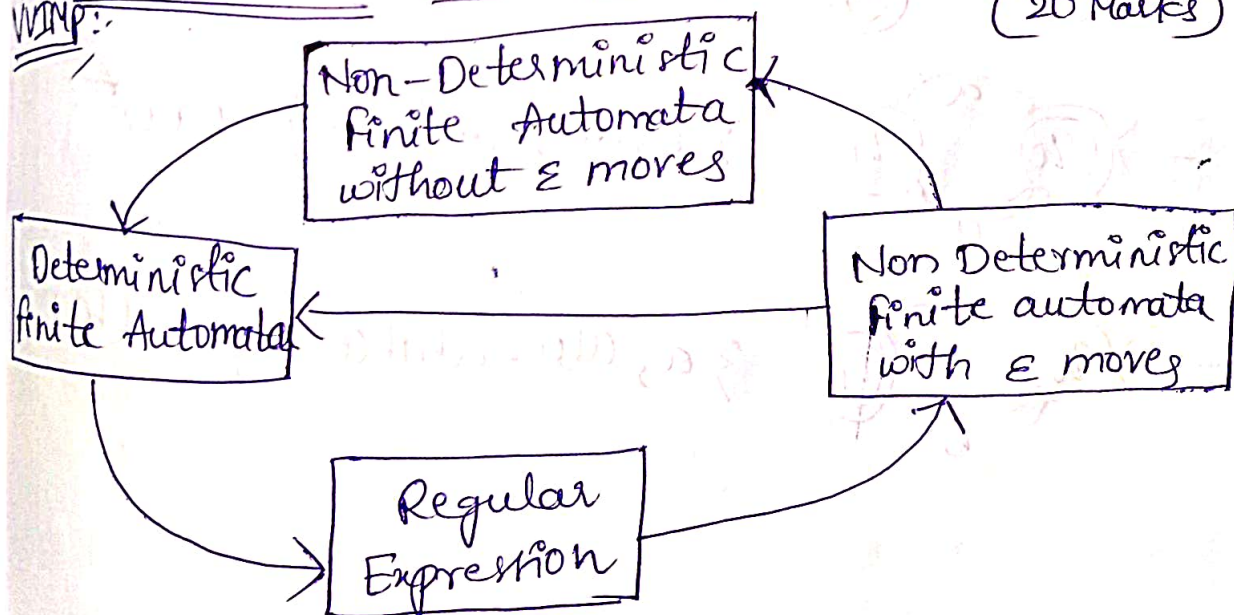 VVIMP:-
(20 Marks)
Non-Deterministic
finite Automata
without ε moves
Deterministic
finite Automata
Non Deterministic
finite automata
with ε moves
Regular
Expression